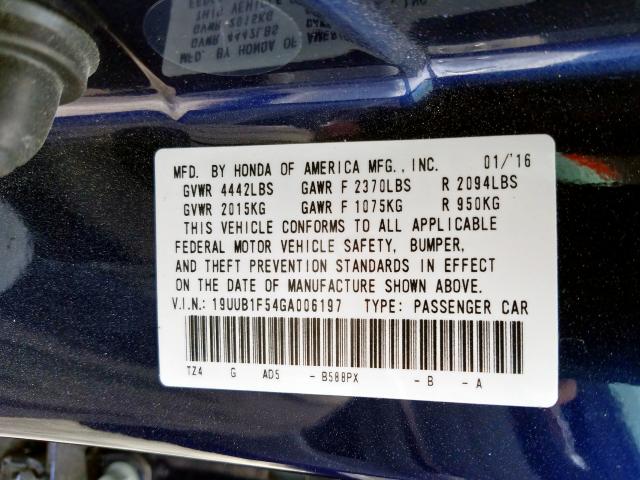 MFD. BY HONDA OF AMERICA MFG., INC. 01/'16
GVWR 4442LBS GAWR F 2370LBS R 2094LBS
GVWR 2015KG GAWR F 1075KG R 950KG
THIS VEHICLE CONFORMS TO ALL APPLICABLE
FEDERAL MOTOR VEHICLE SAFETY, BUMPER,
AND THEFT PREVENTION STANDARDS IN EFFECT
ON THE DATE OF MANUFACTURE SHOWN ABOVE.
V.I.N.: 19UUB1F54GA006197 TYPE: PASSENGER CAR
TZ4 G AD5 - B588PX - B - A